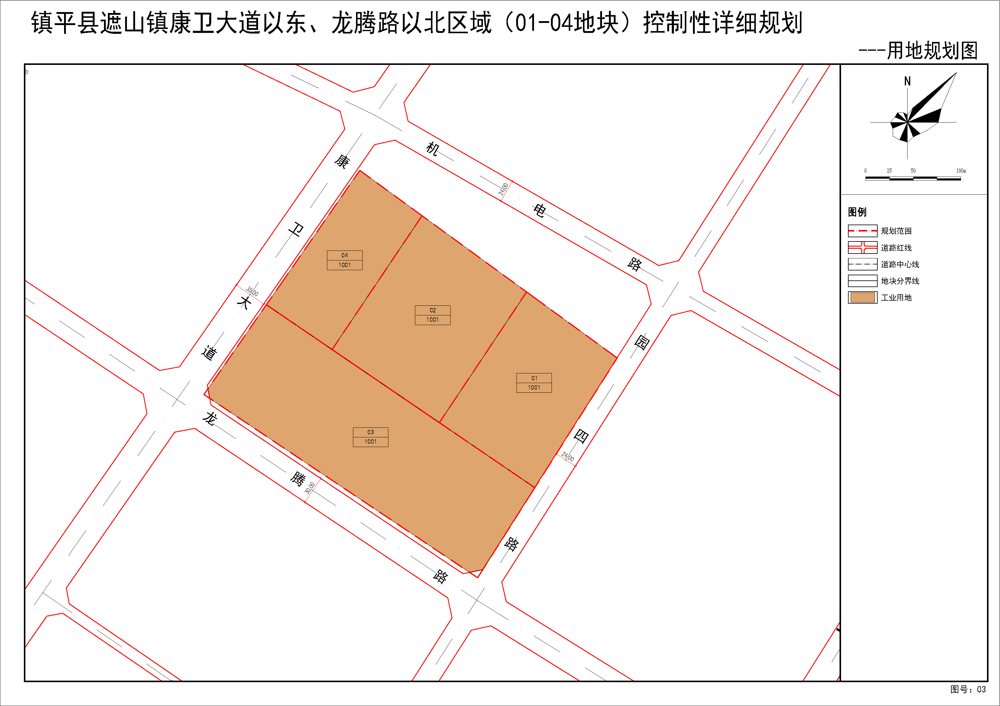 镇平县遮山镇康卫大道以东、龙腾路以北区域（01-04地块）控制性详细规划
---用地规划图
N
0 25 50 100m
图例
规划范围
道路红线
道路中心线
地块分界线
工业用地
机电路
24.00
康卫大道
35.00
04
1001
02
1001
01
1001
03
1001
园四路
24.00
龙腾路
30.00
图号：03